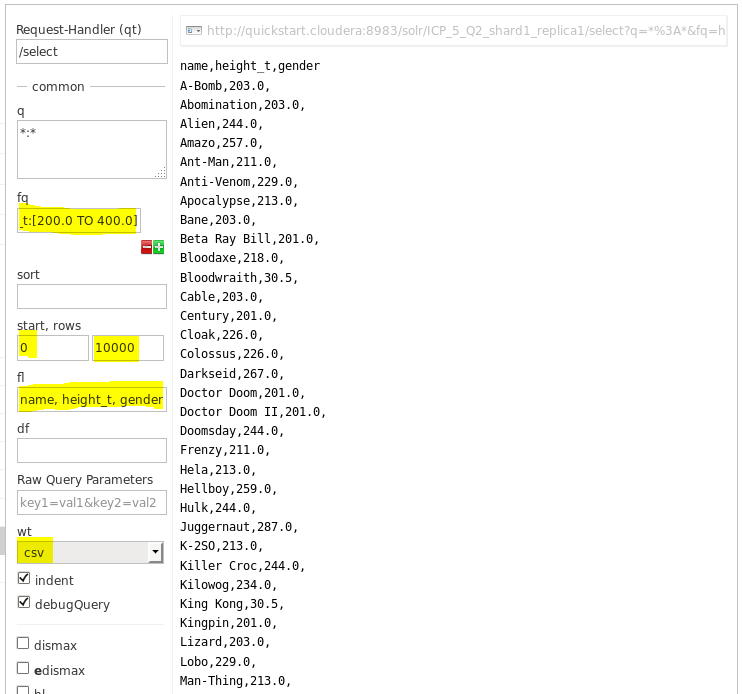 Request-Handler (qt)
/select
common
q
*:*
fq
_t:[200.0 TO 400.0]
sort
start, rows
0
10000
fl
name, height_t, gender
df
Raw Query Parameters
key1=val1&key2=val2
wt
csv
indent
debugQuery
dismax
edismax
hl
http://quickstart.cloudera:8983/solr/ICP_5_Q2_shard1_replica1/select?q=*%3A*&fq=h
name,height_t,gender
A-Bomb,203.0,
Abomination,203.0,
Alien,244.0,
Amazo,257.0,
Ant-Man,211.0,
Anti-Venom,229.0,
Apocalypse,213.0,
Bane,203.0,
Beta Ray Bill,201.0,
Bloodaxe,218.0,
Bloodwraith,30.5,
Cable,203.0,
Century,201.0,
Cloak,226.0,
Colossus,226.0,
Darkseid,267.0,
Doctor Doom,201.0,
Doctor Doom II,201.0,
Doomsday,244.0,
Frenzy,211.0,
Hela,213.0,
Hellboy,259.0,
Hulk,244.0,
Juggernaut,287.0,
K-2SO,213.0,
Killer Croc,244.0,
Kilowog,234.0,
King Kong,30.5,
Kingpin,201.0,
Lizard,203.0,
Lobo,229.0,
Man-Thing,213.0,